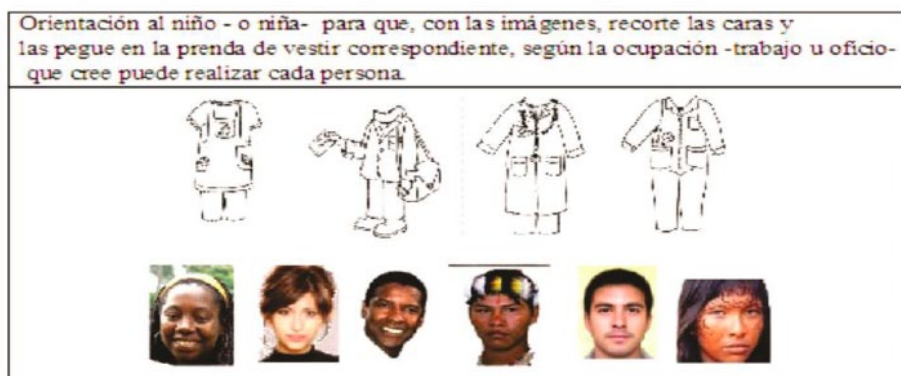 Orientación al niño - o niña- para que, con las imágenes, recorte las caras y
las pegue en la prenda de vestir correspondiente, según la ocupación -trabajo u oficio-
que cree puede realizar cada persona.